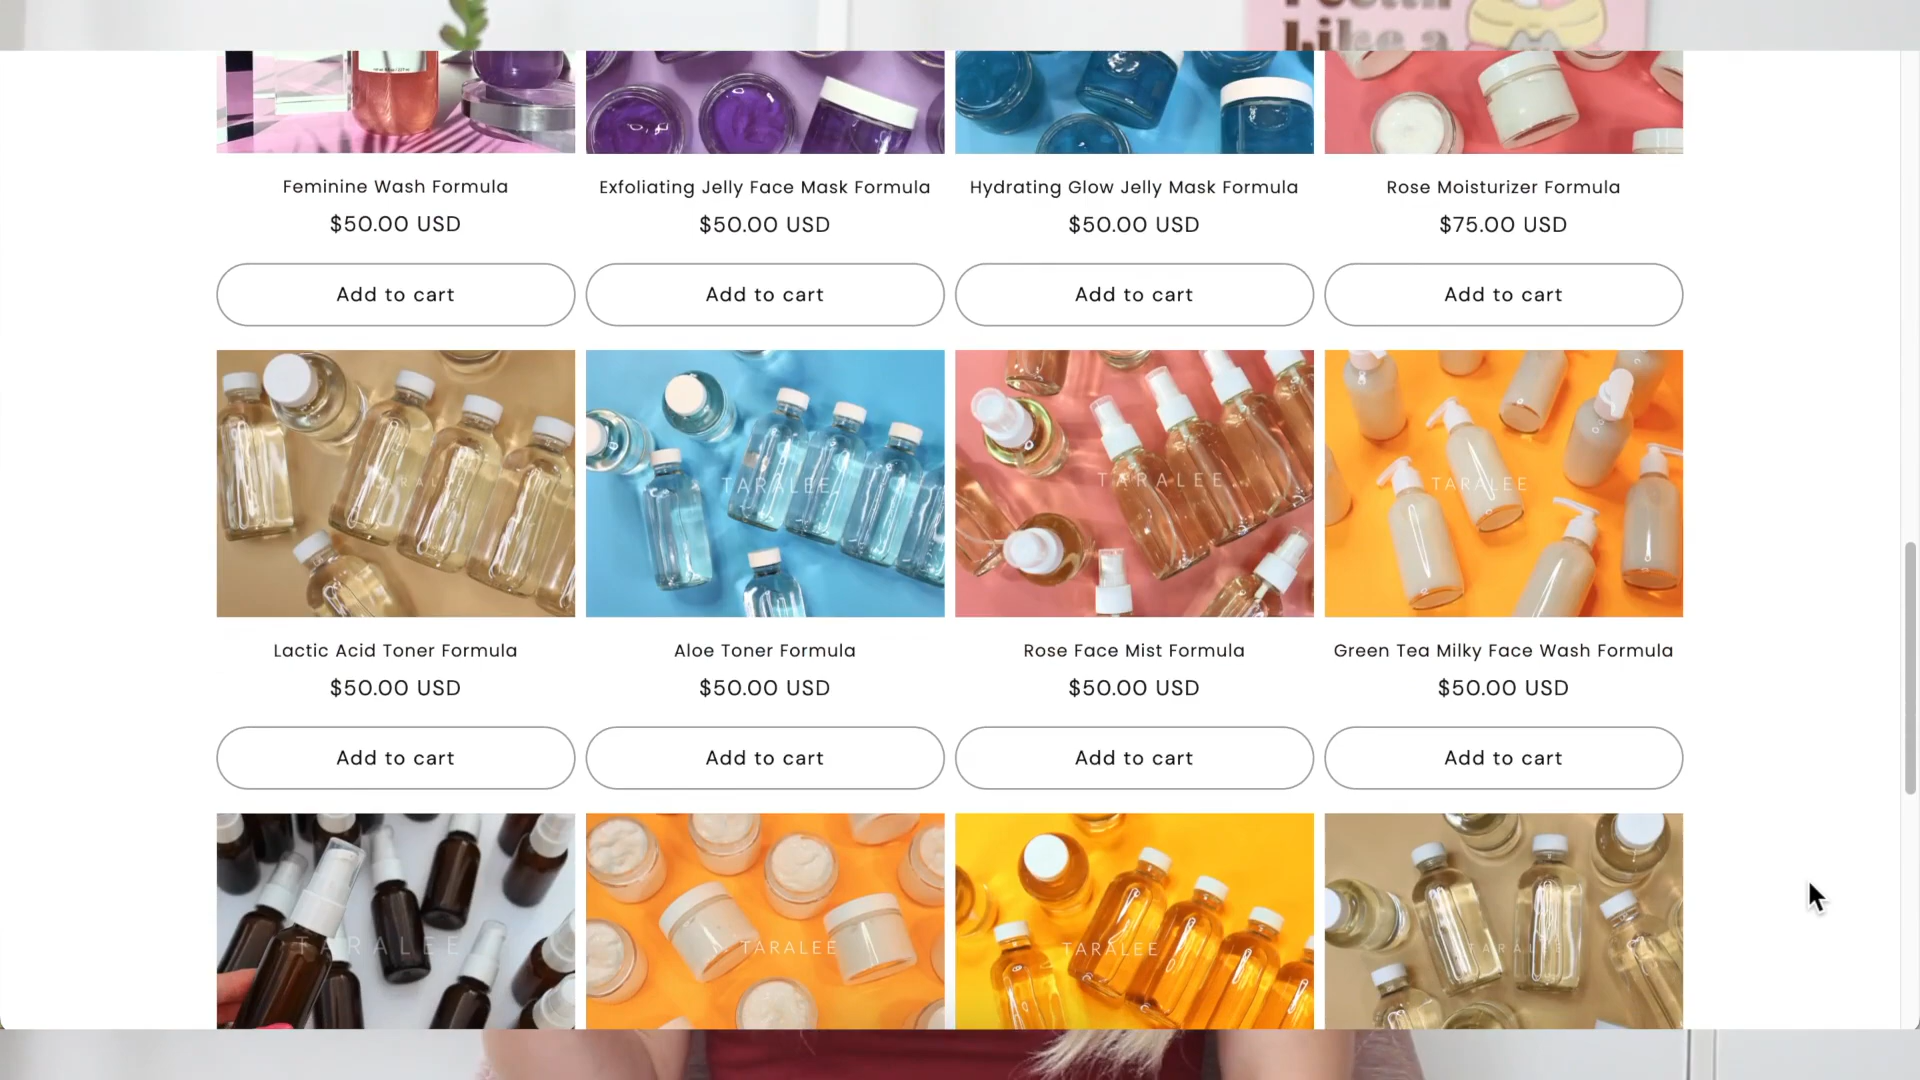 Like a
Feminine Wash Formula
$50.00 USD
Add to cart
Exfoliating Jelly Face Mask Formula
$50.00 USD
Add to cart
Hydrating Glow Jelly Mask Formula
$50.00 USD
Add to cart
Rose Moisturizer Formula
$75.00 USD
Add to cart
TARALEE
Lactic Acid Toner Formula
$50.00 USD
Add to cart
TARALEE
Aloe Toner Formula
$50.00 USD
Add to cart
TARALEE
Rose Face Mist Formula
$50.00 USD
Add to cart
TARALEE
Green Tea Milky Face Wash Formula
$50.00 USD
Add to cart
TARALEE
TARALEE
TARALEE
TARALEE